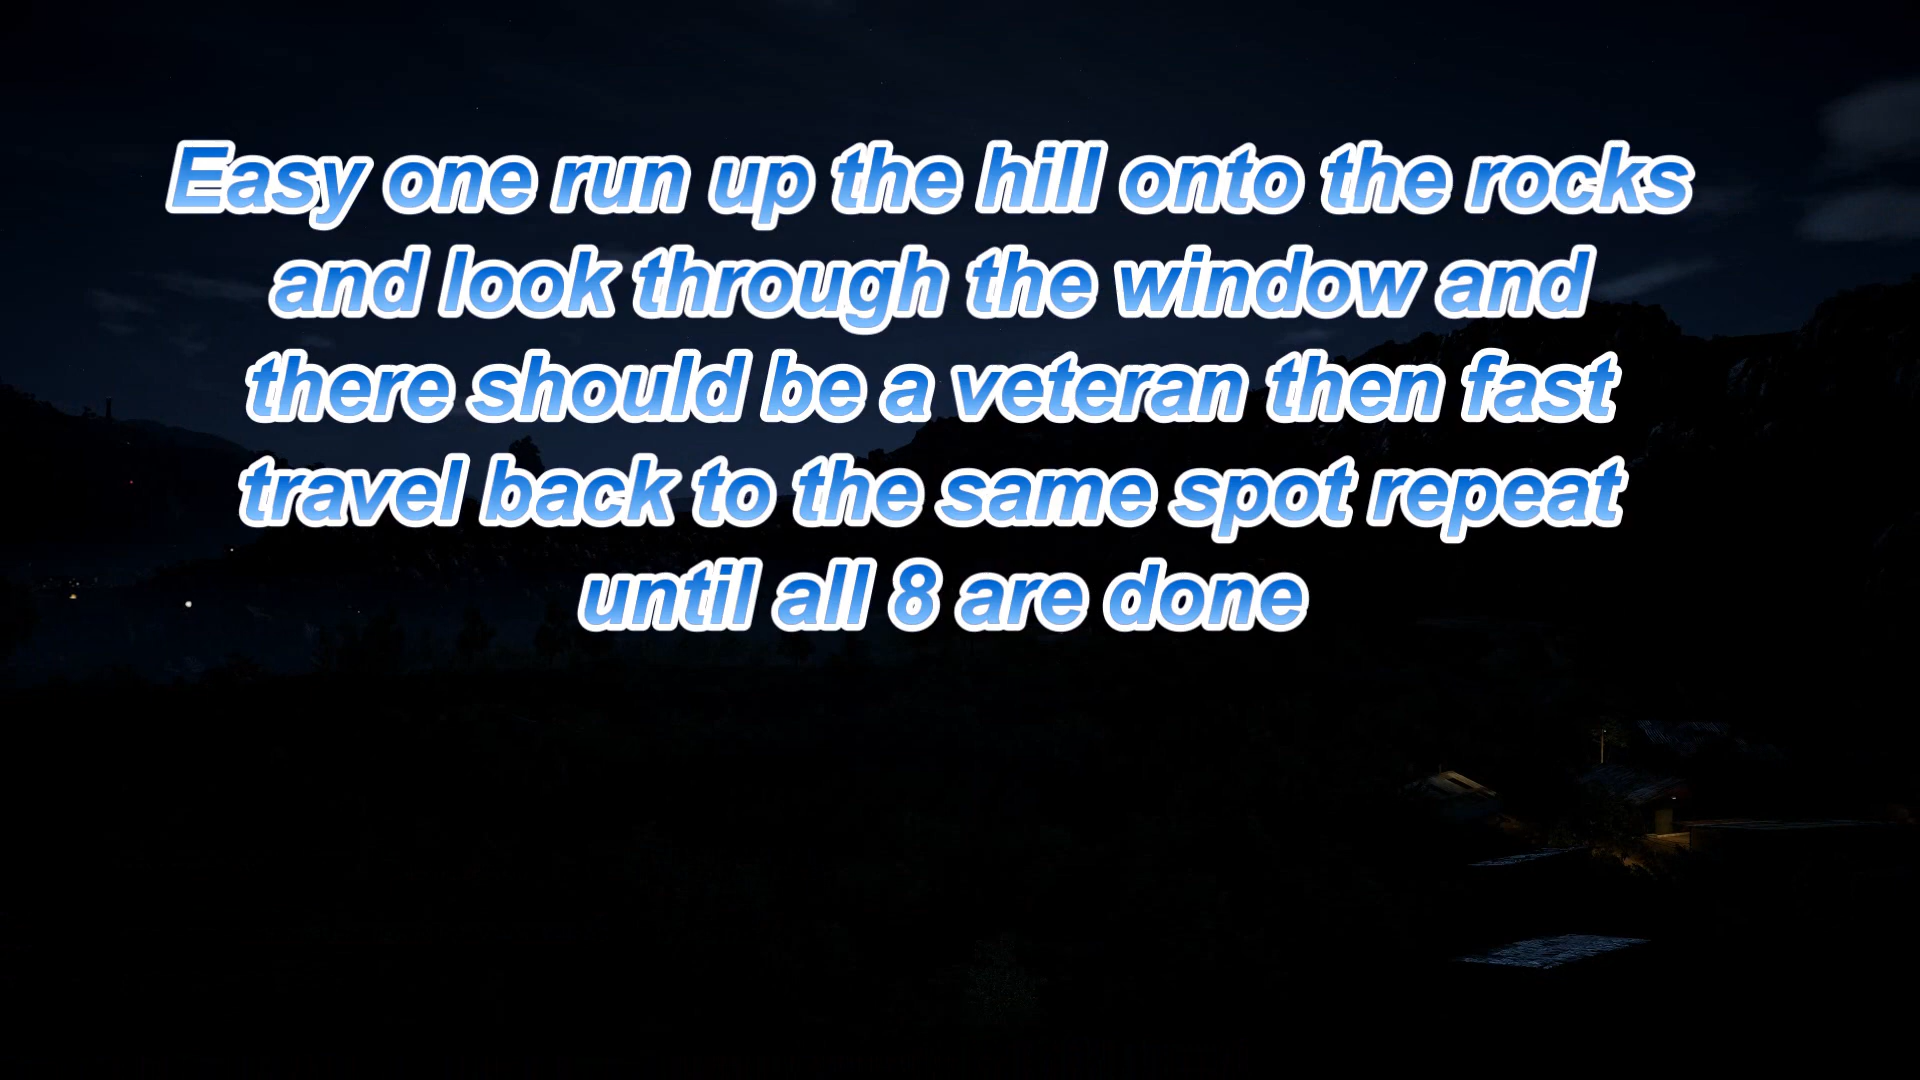 Easy one run up the hill onto the rocks
and look through the window and
there should be a veteran then fast
travel back to the same spot repeat
until all 8 are done